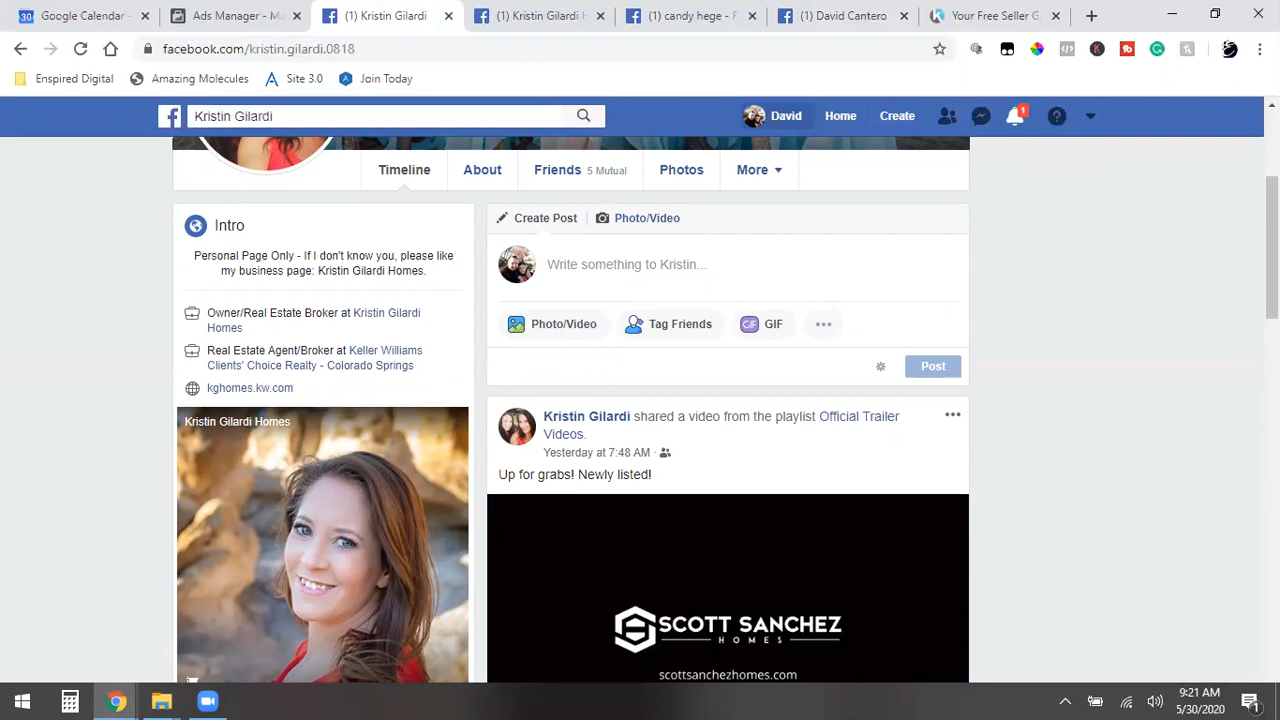 Google Calendar -
Ads Manager - Ma
(1) Kristin Gilardi
(1) Kristin Gilardi H
(1) candy heger - F
(1) David Cantero
Your Free Seller G
facebook.com/kristin.gilardi.0818
Enspired Digital
Amazing Molecules
Site 3.0
Join Today
Kristin Gilardi
David
Home
Create
1
Timeline
About
Friends 5 Mutual
Photos
More
Intro
Personal Page Only - If I don't know you, please like
my business page: Kristin Gilardi Homes.
Owner/Real Estate Broker at Kristin Gilardi
Homes
Real Estate Agent/Broker at Keller Williams
Clients' Choice Realty - Colorado Springs
kghomes.kw.com
Kristin Gilardi Homes
Create Post
Photo/Video
Write something to Kristin...
Photo/Video
Tag Friends
GIF
Post
Kristin Gilardi shared a video from the playlist Official Trailer
Videos.
Yesterday at 7:48 AM ·
Up for grabs! Newly listed!
SCOTT SANCHEZ
HOMES
scottsanchezhomes.com
9:21 AM
5/30/2020
1